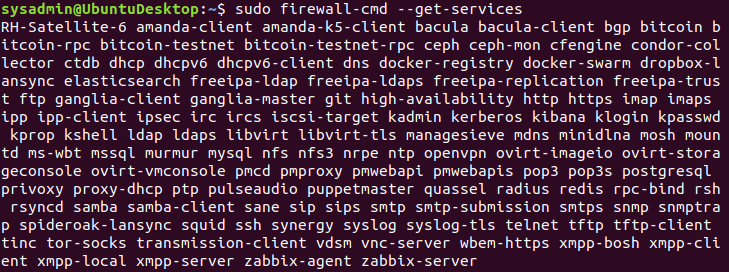 sysadmin@UbuntuDesktop:~$ sudo firewall-cmd --get-services
RH-Satellite-6 amanda-client amanda-k5-client bacula bacula-client bgp bitcoin b
itcoin-rpc bitcoin-testnet bitcoin-testnet-rpc ceph ceph-mon cfengine condor-col
lector ctdb dhcp dhcpv6 dhcpv6-client dns docker-registry docker-swarm dropbox-l
ansync elasticsearch freeipa-ldap freeipa-ldaps freeipa-replication freeipa-trus
t ftp ganglia-client ganglia-master git high-availability http https imap imaps
ipp ipp-client ipsec irc ircs iscsi-target kadmin kerberos kibana klogin kpasswd
 kprop kshell ldap ldaps libvirt libvirt-tls managesieve mdns minidlna mosh moun
td ms-wbt mssql murmur mysql nfs nfs3 nrpe ntp openvpn ovirt-imageio ovirt-stora
geconsole ovirt-vmconsole pmcd pmproxy pmwebapi pmwebapis pop3 pop3s postgresql
privoxy proxy-dhcp ptp pulseaudio puppetmaster quassel radius redis rpc-bind rsh
 rsyncd samba samba-client sane sip sips smtp smtp-submission smtps snmp snmptra
p spideroak-lansync squid ssh synergy syslog syslog-tls telnet tftp tftp-client
tinc tor-socks transmission-client vdsm vnc-server wbem-https xmpp-bosh xmpp-cli
ent xmpp-local xmpp-server zabbix-agent zabbix-server